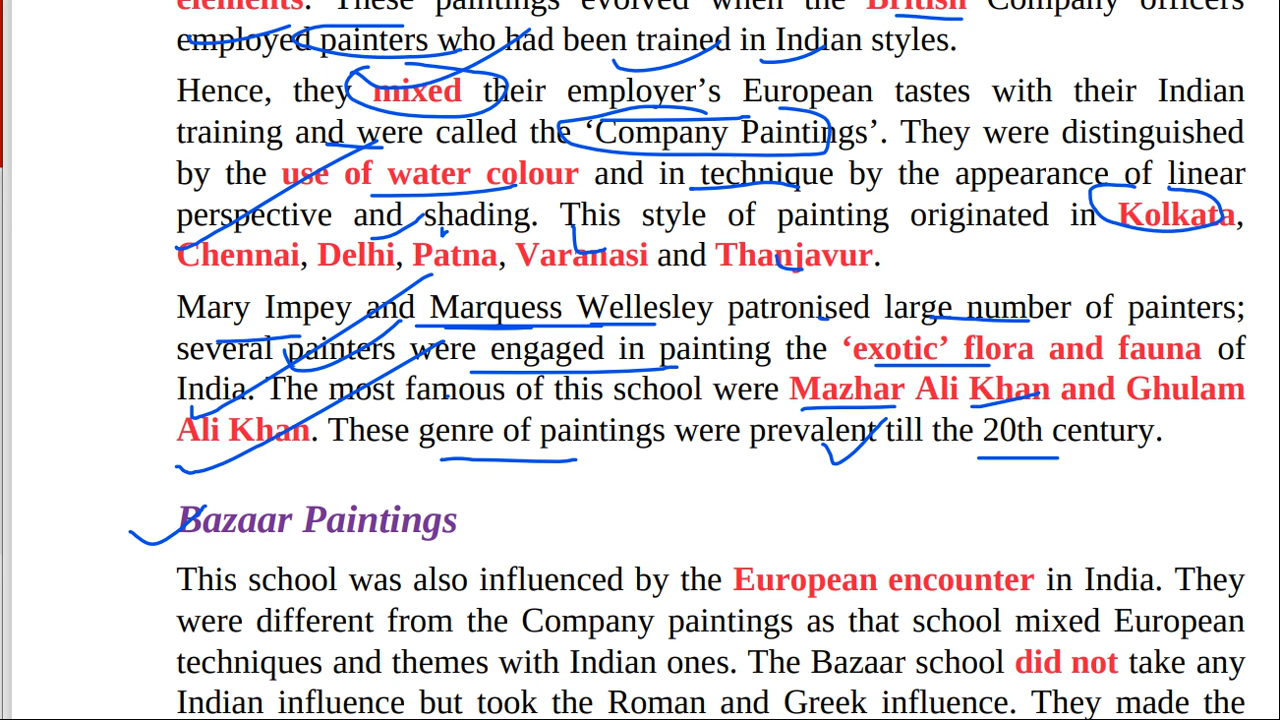 elements. These paintings evolved when the British Company officers
employed painters who had been trained in Indian styles.
Hence, they mixed their employer’s European tastes with their Indian
training and were called the ‘Company Paintings’. They were distinguished
by the use of water colour and in technique by the appearance of linear
perspective and shading. This style of painting originated in Kolkata,
Chennai, Delhi, Patna, Varanasi and Thanjavur.
Mary Impey and Marquess Wellesley patronised large number of painters;
several painters were engaged in painting the ‘exotic’ flora and fauna of
India. The most famous of this school were Mazhar Ali Khan and Ghulam
Ali Khan. These genre of paintings were prevalent till the 20th century.
Bazaar Paintings
This school was also influenced by the European encounter in India. They
were different from the Company paintings as that school mixed European
techniques and themes with Indian ones. The Bazaar school did not take any
Indian influence but took the Roman and Greek influence. They made the